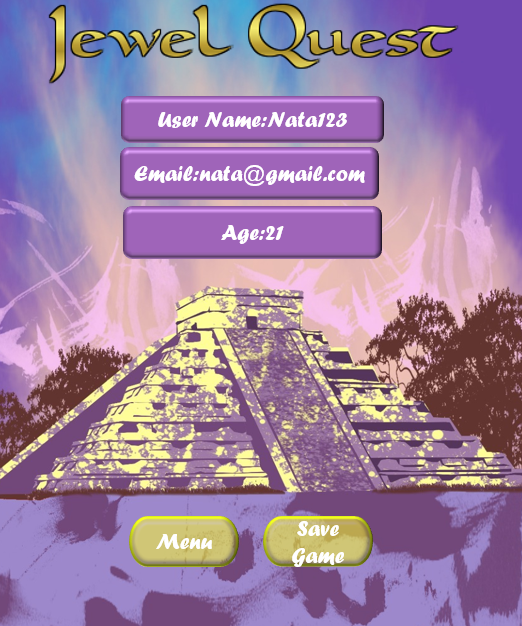 Jewel Quest
User Name:Nata123
Email:nata@gmail.com
Age:21
Menu
Save
Game